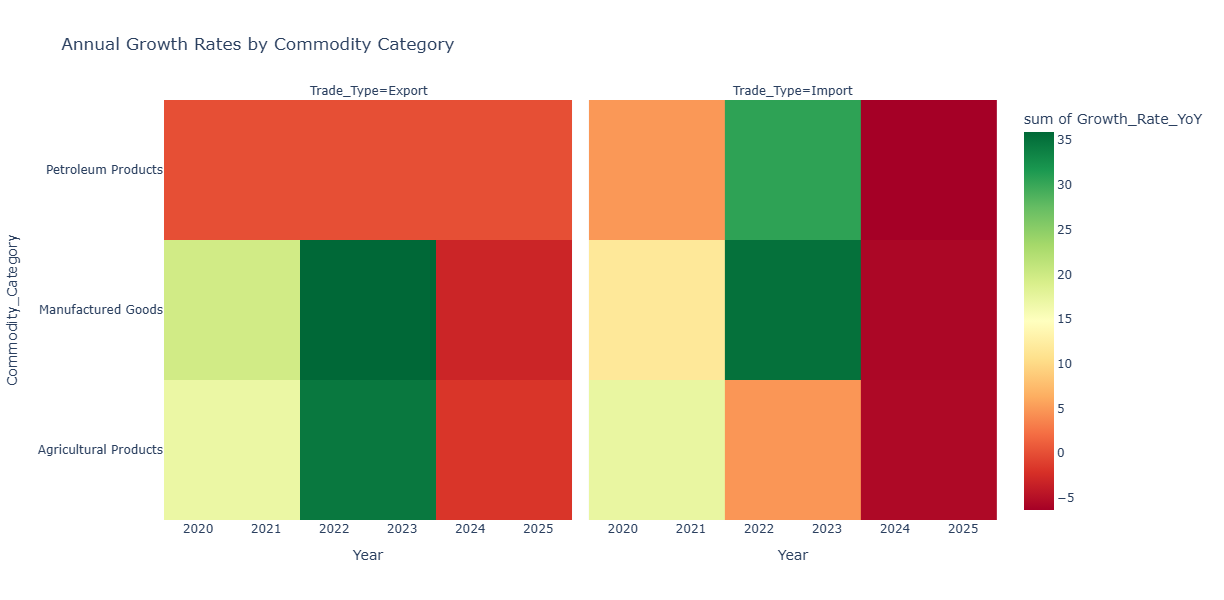 Annual Growth Rates by Commodity Category
Trade_Type=Export
Trade_Type=Import
sum of Growth_Rate_YoY
35
30
25
20
15
10
5
0
−5
Commodity_Category
Petroleum Products
Manufactured Goods
Agricultural Products
2020 2021 2022 2023 2024 2025
2020 2021 2022 2023 2024 2025
Year
Year